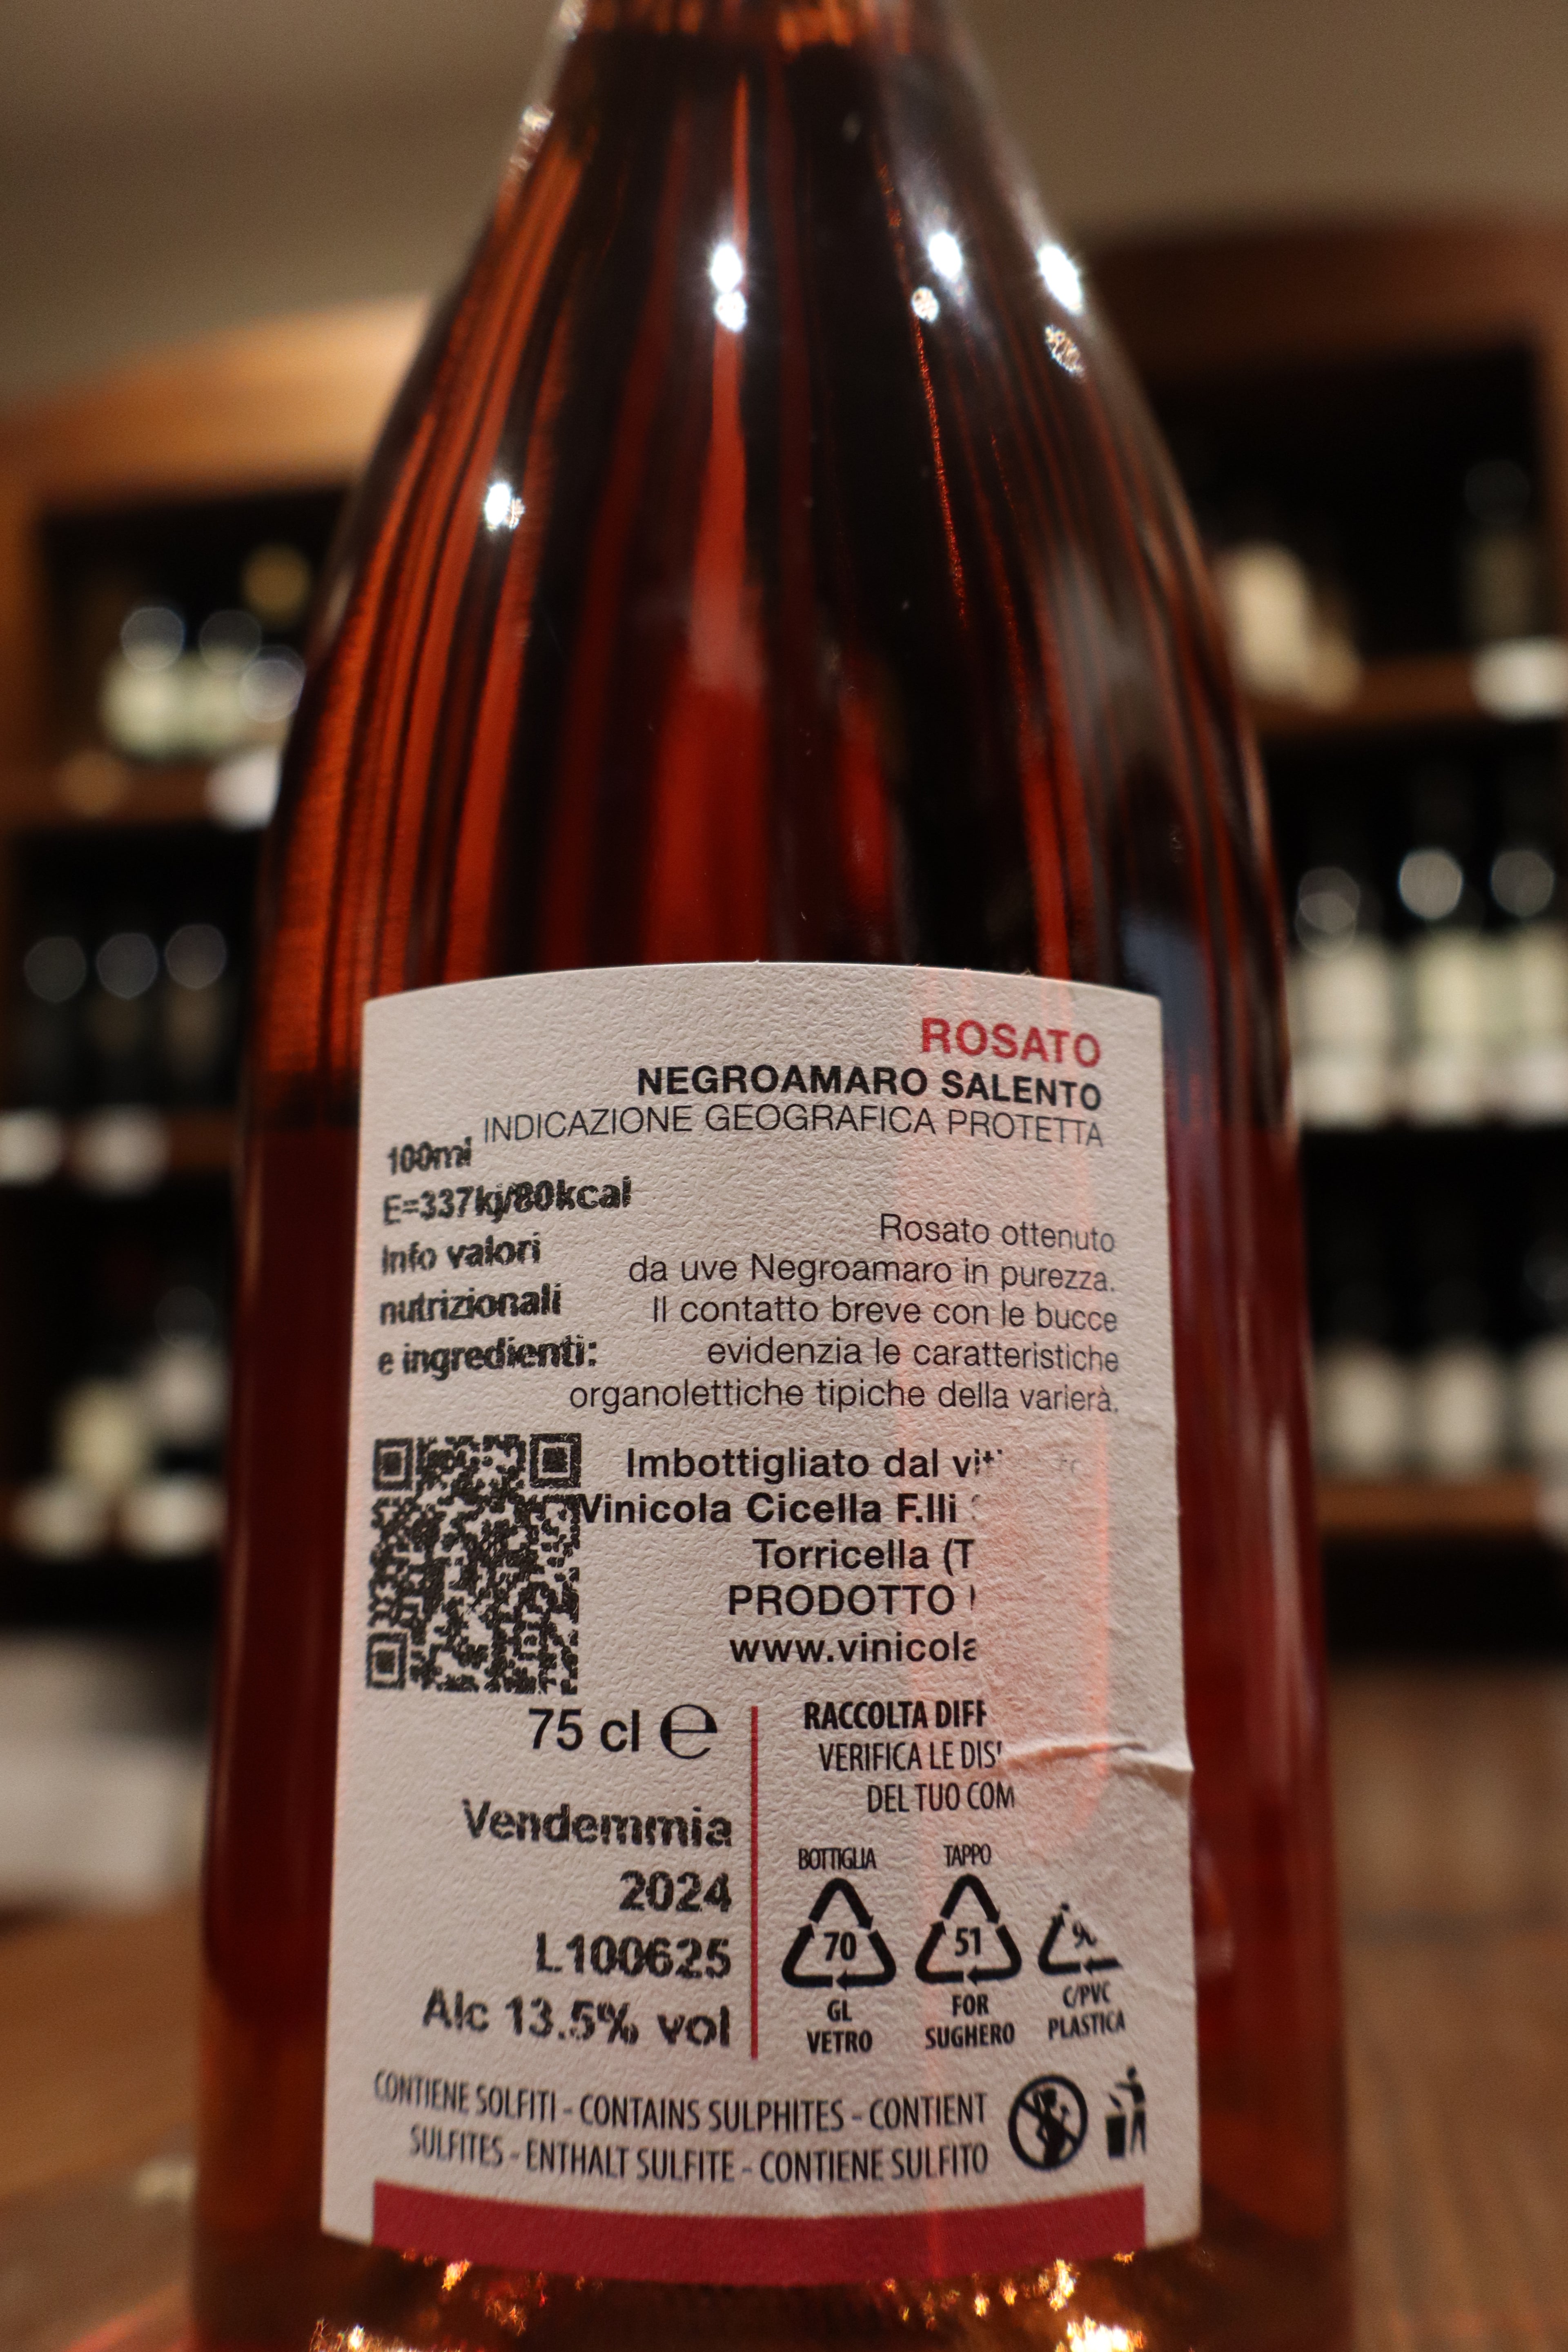 ROSATO
NEGROAMARO SALENTO
INDICAZIONE GEOGRAFICA PROTETTA
100ml
E=337kj/80kcal
Info valori
nutrizionali
e ingredienti:
Rosato ottenuto
da uve Negroamaro in purezza.
Il contatto breve con le bucce
evidenzia le caratteristiche
organolettiche tipiche della varierà.
Imbottigliato dal
Vinicola Cicella F.lli
Torricella (T
PRODOTTO
www.vinicola
75 cl ℮
Vendemmia
2024
L100625
Alc 13.5% vol
RACCOLTA DIFF
VERIFICA LE DIS
DEL TUO COM
BOTTIGLIA
70
GL
VETRO
TAPPO
51
FOR
SUGHERO
C/PVC
PLASTICA
CONTIENE SOLFITI - CONTAINS SULPHITES - CONTIENT
SULFITES - ENTHALT SULFITE - CONTIENE SULFITO